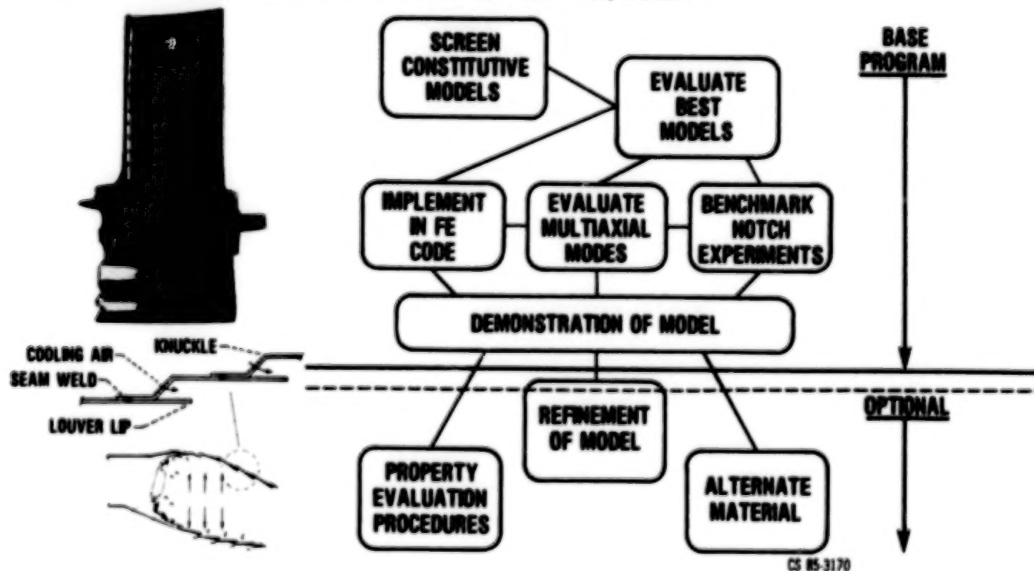 SCREEN
CONSTITUTIVE
MODELS
EVALUATE
BEST
MODELS
BASE
PROGRAM
IMPLEMENT
IN FE
CODE
EVALUATE
MULTIAXIAL
MODES
BENCHMARK
NOTCH
EXPERIMENTS
DEMONSTRATION OF MODEL
KNUCKLE
COOLING AIR
SEAM WELD
LOUVER LIP
OPTIONAL
REFINEMENT
OF MODEL
PROPERTY
EVALUATION
PROCEDURES
ALTERNATE
MATERIAL
CS 85-3170